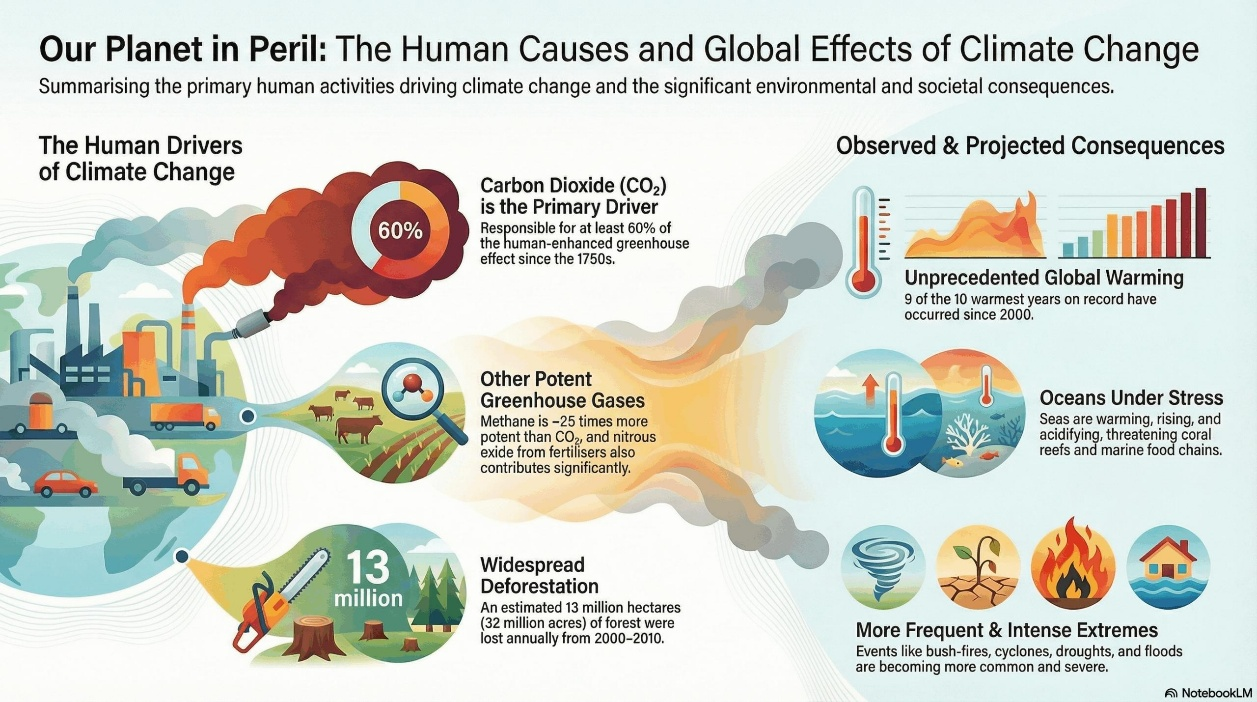 Our Planet in Peril: The Human Causes and Global Effects of Climate Change
Summarising the primary human activities driving climate change and the significant environmental and societal consequences.
The Human Drivers
of Climate Change
60%
Carbon Dioxide (CO₂)
is the Primary Driver
Responsible for at least 60% of
the human-enhanced greenhouse
effect since the 1750s.
Other Potent
Greenhouse Gases
Methane is ~25 times more
potent than CO₂, and nitrous
exide from fertilisers also
contributes significantly.
13
million
Widespread
Deforestation
An estimated 13 million hectares
(32 million acres) of forest were
lost annually from 2000–2010.
Observed & Projected Consequences
Unprecedented Global Warming
9 of the 10 warmest years on record have
occurred since 2000.
Oceans Under Stress
Seas are warming, rising, and
acidifying, threatening coral
reefs and marine food chains.
More Frequent & Intense Extremes
Events like bush-fires, cyclones, droughts, and floods
are becoming more common and severe.
NotebookLM